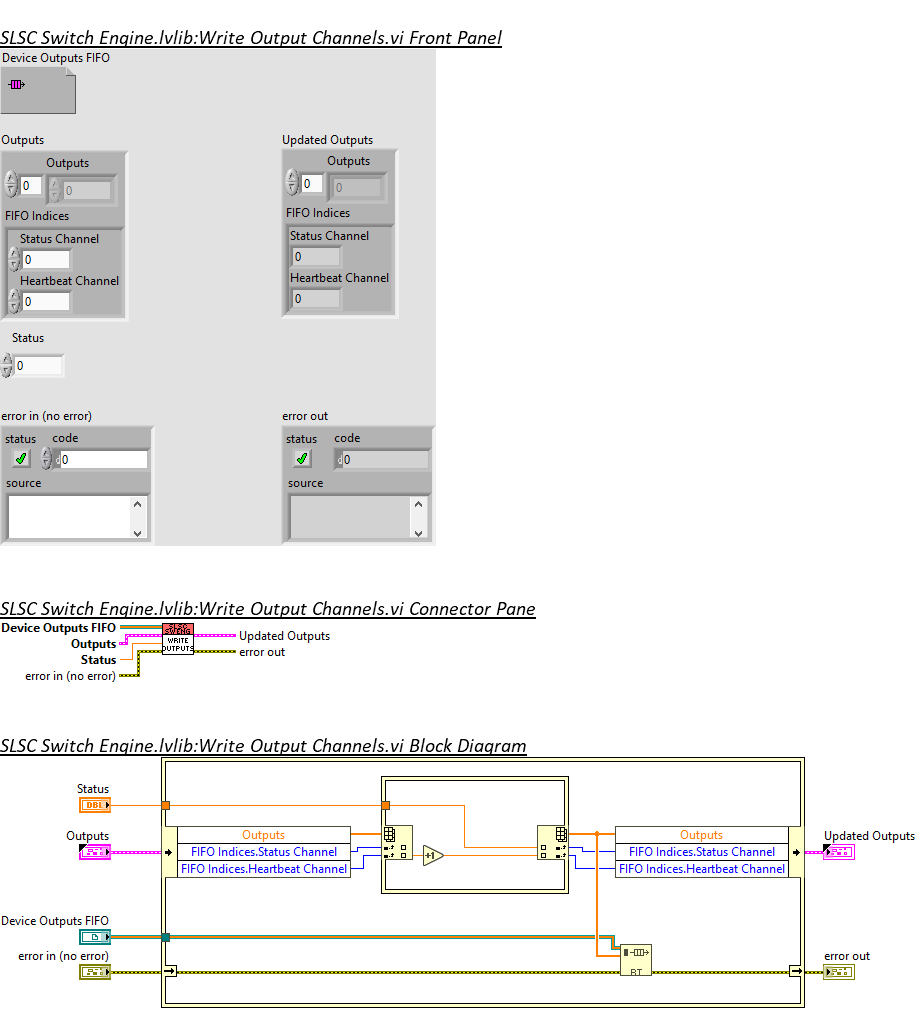 SLSC Switch Engine.lvlib:Write Output Channels.vi Front Panel
Device Outputs FIFO
Outputs
Outputs
0
0
FIFO Indices
Status Channel
0
Heartbeat Channel
0
Updated Outputs
Outputs
0
0
FIFO Indices
Status Channel
0
Heartbeat Channel
0
Status
0
error in (no error)
status code
d 0
source
error out
status code
d 0
source
SLSC Switch Engine.lvlib:Write Output Channels.vi Connector Pane
Device Outputs FIFO
Outputs
Status
error in (no error)
SLSC
SWENG
WRITE
OUTPUTS
Updated Outputs
error out
SLSC Switch Engine.lvlib:Write Output Channels.vi Block Diagram
Status
DBL
Outputs
Outputs
FIFO Indices.Status Channel
FIFO Indices.Heartbeat Channel
+1
Outputs
FIFO Indices.Status Channel
FIFO Indices.Heartbeat Channel
Updated Outputs
Device Outputs FIFO
error in (no error)
RT
error out